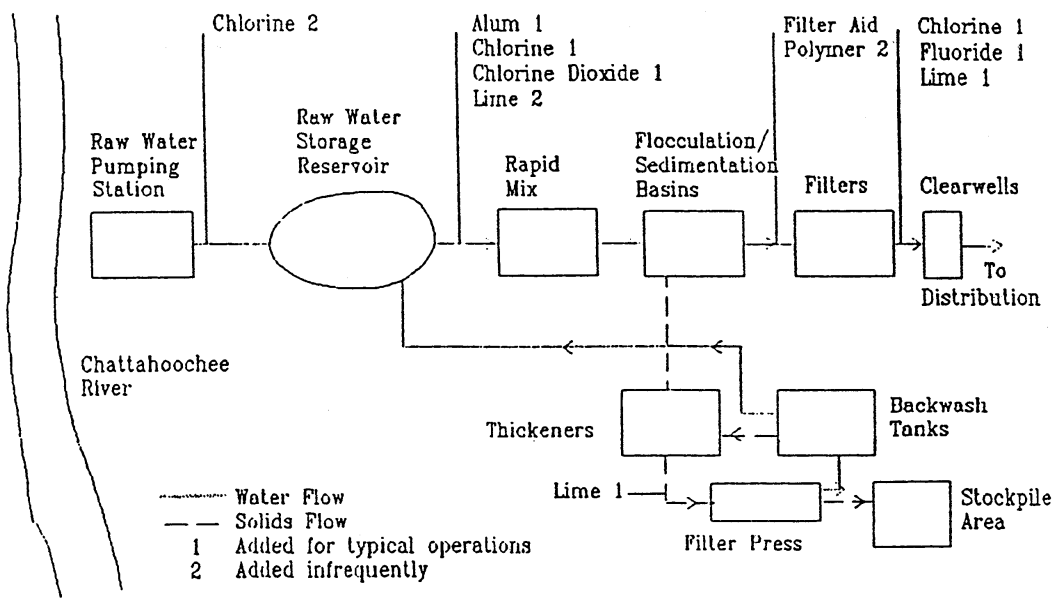 Chlorine 2
Alum 1
Chlorine 1
Chlorine Dioxide 1
Lime 2
Filter Aid
Polymer 2
Chlorine 1
Fluoride 1
Lime 1
Raw Water
Pumping
Station
Raw Water
Storage
Reservoir
Rapid
Mix
Flocculation/
Sedimentation
Basins
Filters
Clearwells
To
Distribution
Chattahoochee
River
Thickeners
Backwash
Tanks
Lime 1
Filter Press
Stockpile
Area
Water Flow
Solids Flow
1 Added for typical operations
2 Added infrequently